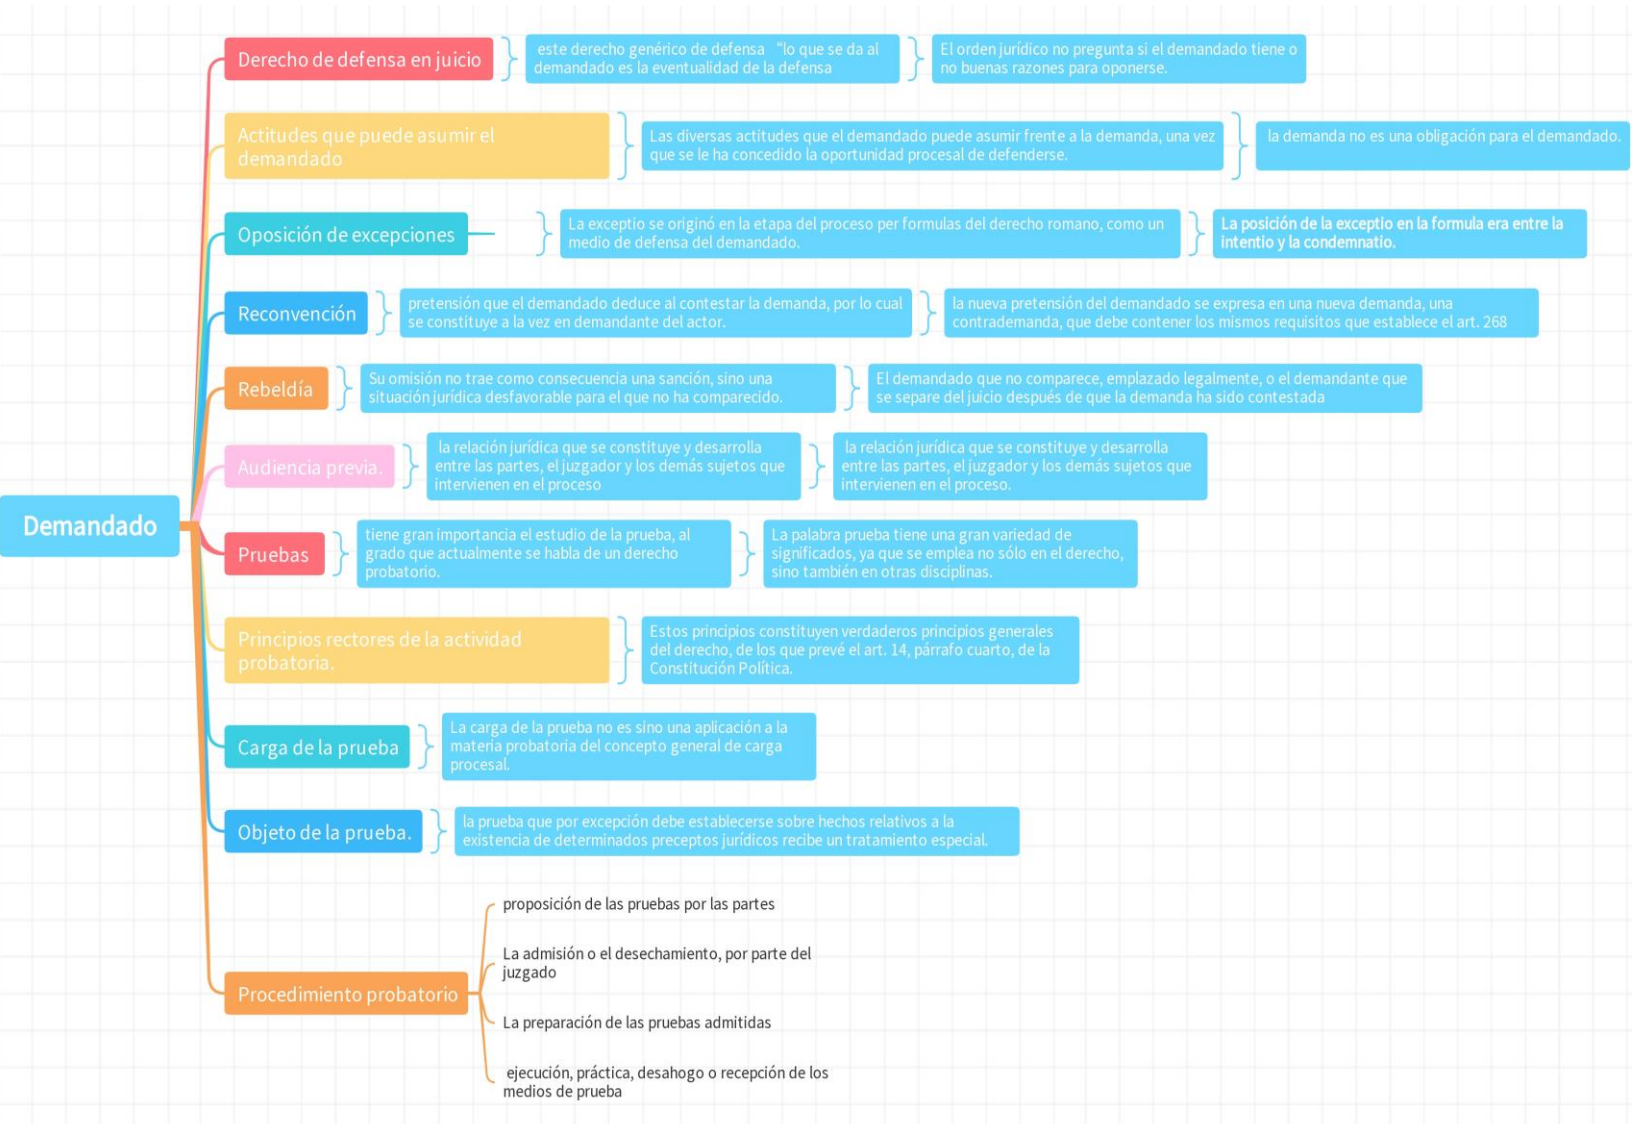 Derecho de defensa en juicio
este derecho genérico de defensa “lo que se da al
demandado es la eventualidad de la defensa
El orden jurídico no pregunta si el demandado tiene o
no buenas razones para oponerse.
Actitudes que puede asumir el
demandado
Las diversas actitudes que el demandado puede asumir frente a la demanda, una vez
que se le ha concedido la oportunidad procesal de defenderse.
la demanda no es una obligación para el demandado.
Oposición de excepciones
La exceptio se originó en la etapa del proceso per formulas del derecho romano, como un
medio de defensa del demandado.
La posición de la exceptio en la formula era entre la
intentio y la condemnatio.
Reconvención
pretensión que el demandado deduce al contestar la demanda, por lo cual
se constituye a la vez en demandante del actor.
la nueva pretensión del demandado se expresa en una nueva demanda, una
contrademanda, que debe contener los mismos requisitos que establece el art. 268
Rebeldía
Su omisión no trae como consecuencia una sanción, sino una
situación jurídica desfavorable para el que no ha comparecido.
El demandado que no comparece, emplazado legalmente, o el demandante que
se separe del juicio después de que la demanda ha sido contestada
Audiencia previa.
la relación jurídica que se constituye y desarrolla
entre las partes, el juzgador y los demás sujetos que
intervienen en el proceso
la relación jurídica que se constituye y desarrolla
entre las partes, el juzgador y los demás sujetos que
intervienen en el proceso.
Demandado
Pruebas
tiene gran importancia el estudio de la prueba, al
grado que actualmente se habla de un derecho
probatorio.
La palabra prueba tiene una gran variedad de
significados, ya que se emplea no sólo en el derecho,
sino también en otras disciplinas.
Principios rectores de la actividad
probatoria.
Estos principios constituyen verdaderos principios generales
del derecho, de los que prevé el art. 14, párrafo cuarto, de la
Constitución Política.
Carga de la prueba
La carga de la prueba no es sino una aplicación a la
materia probatoria del concepto general de carga
procesal.
Objeto de la prueba.
la prueba que por excepción debe establecerse sobre hechos relativos a la
existencia de determinados preceptos jurídicos recibe un tratamiento especial.
Procedimiento probatorio
proposición de las pruebas por las partes
La admisión o el desechamiento, por parte del
juzgado
La preparación de las pruebas admitidas
ejecución, práctica, desahogo o recepción de los
medios de prueba